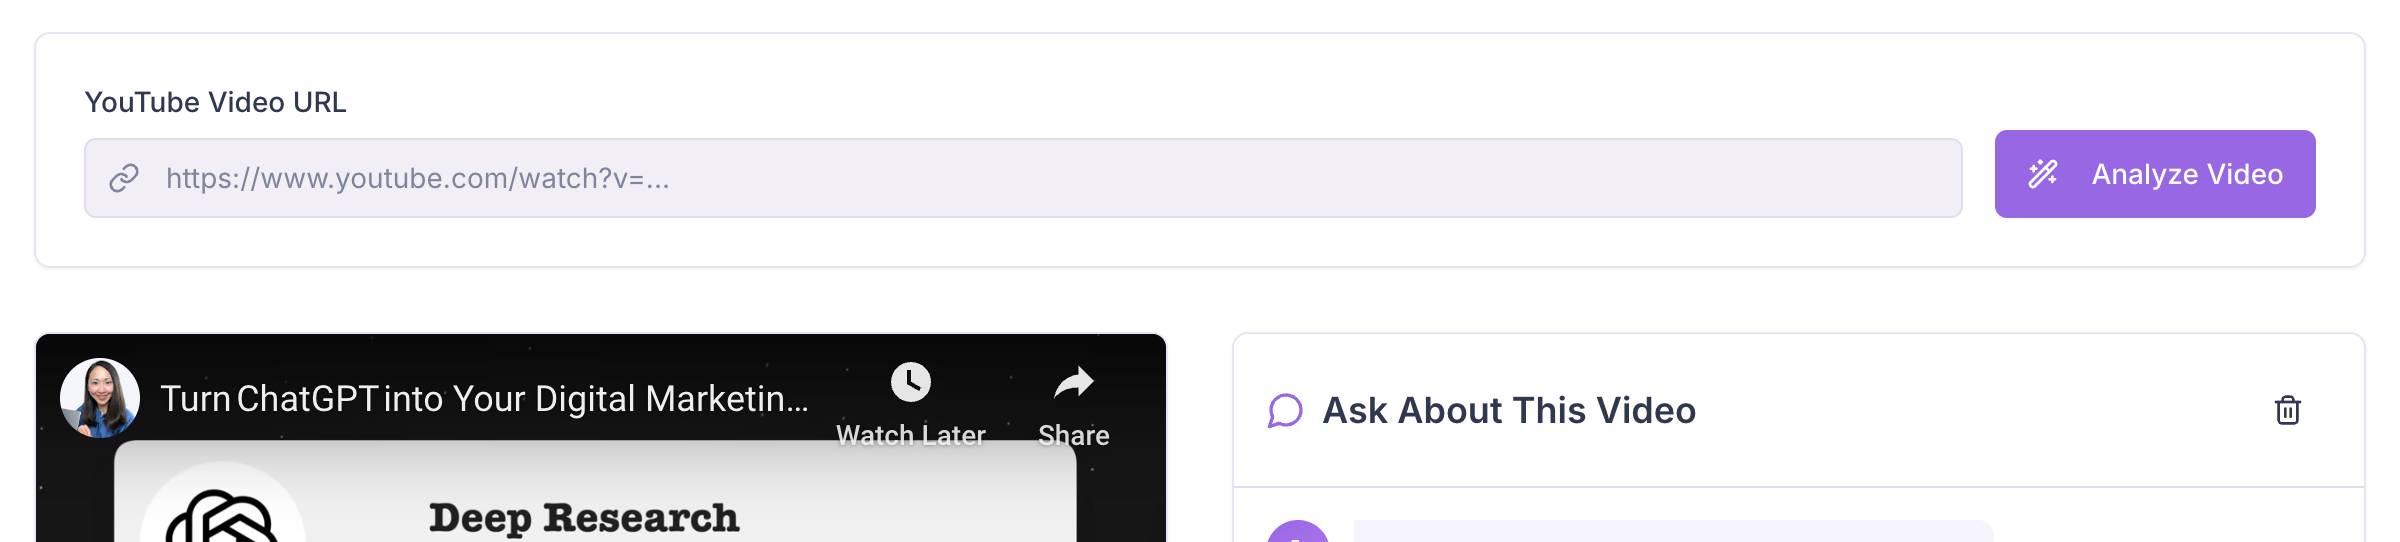 YouTube Video URL
https://www.youtube.com/watch?v=...
Analyze Video
Turn ChatGPT into Your Digital Marketin...
Watch Later
Share
Deep Research
Ask About This Video